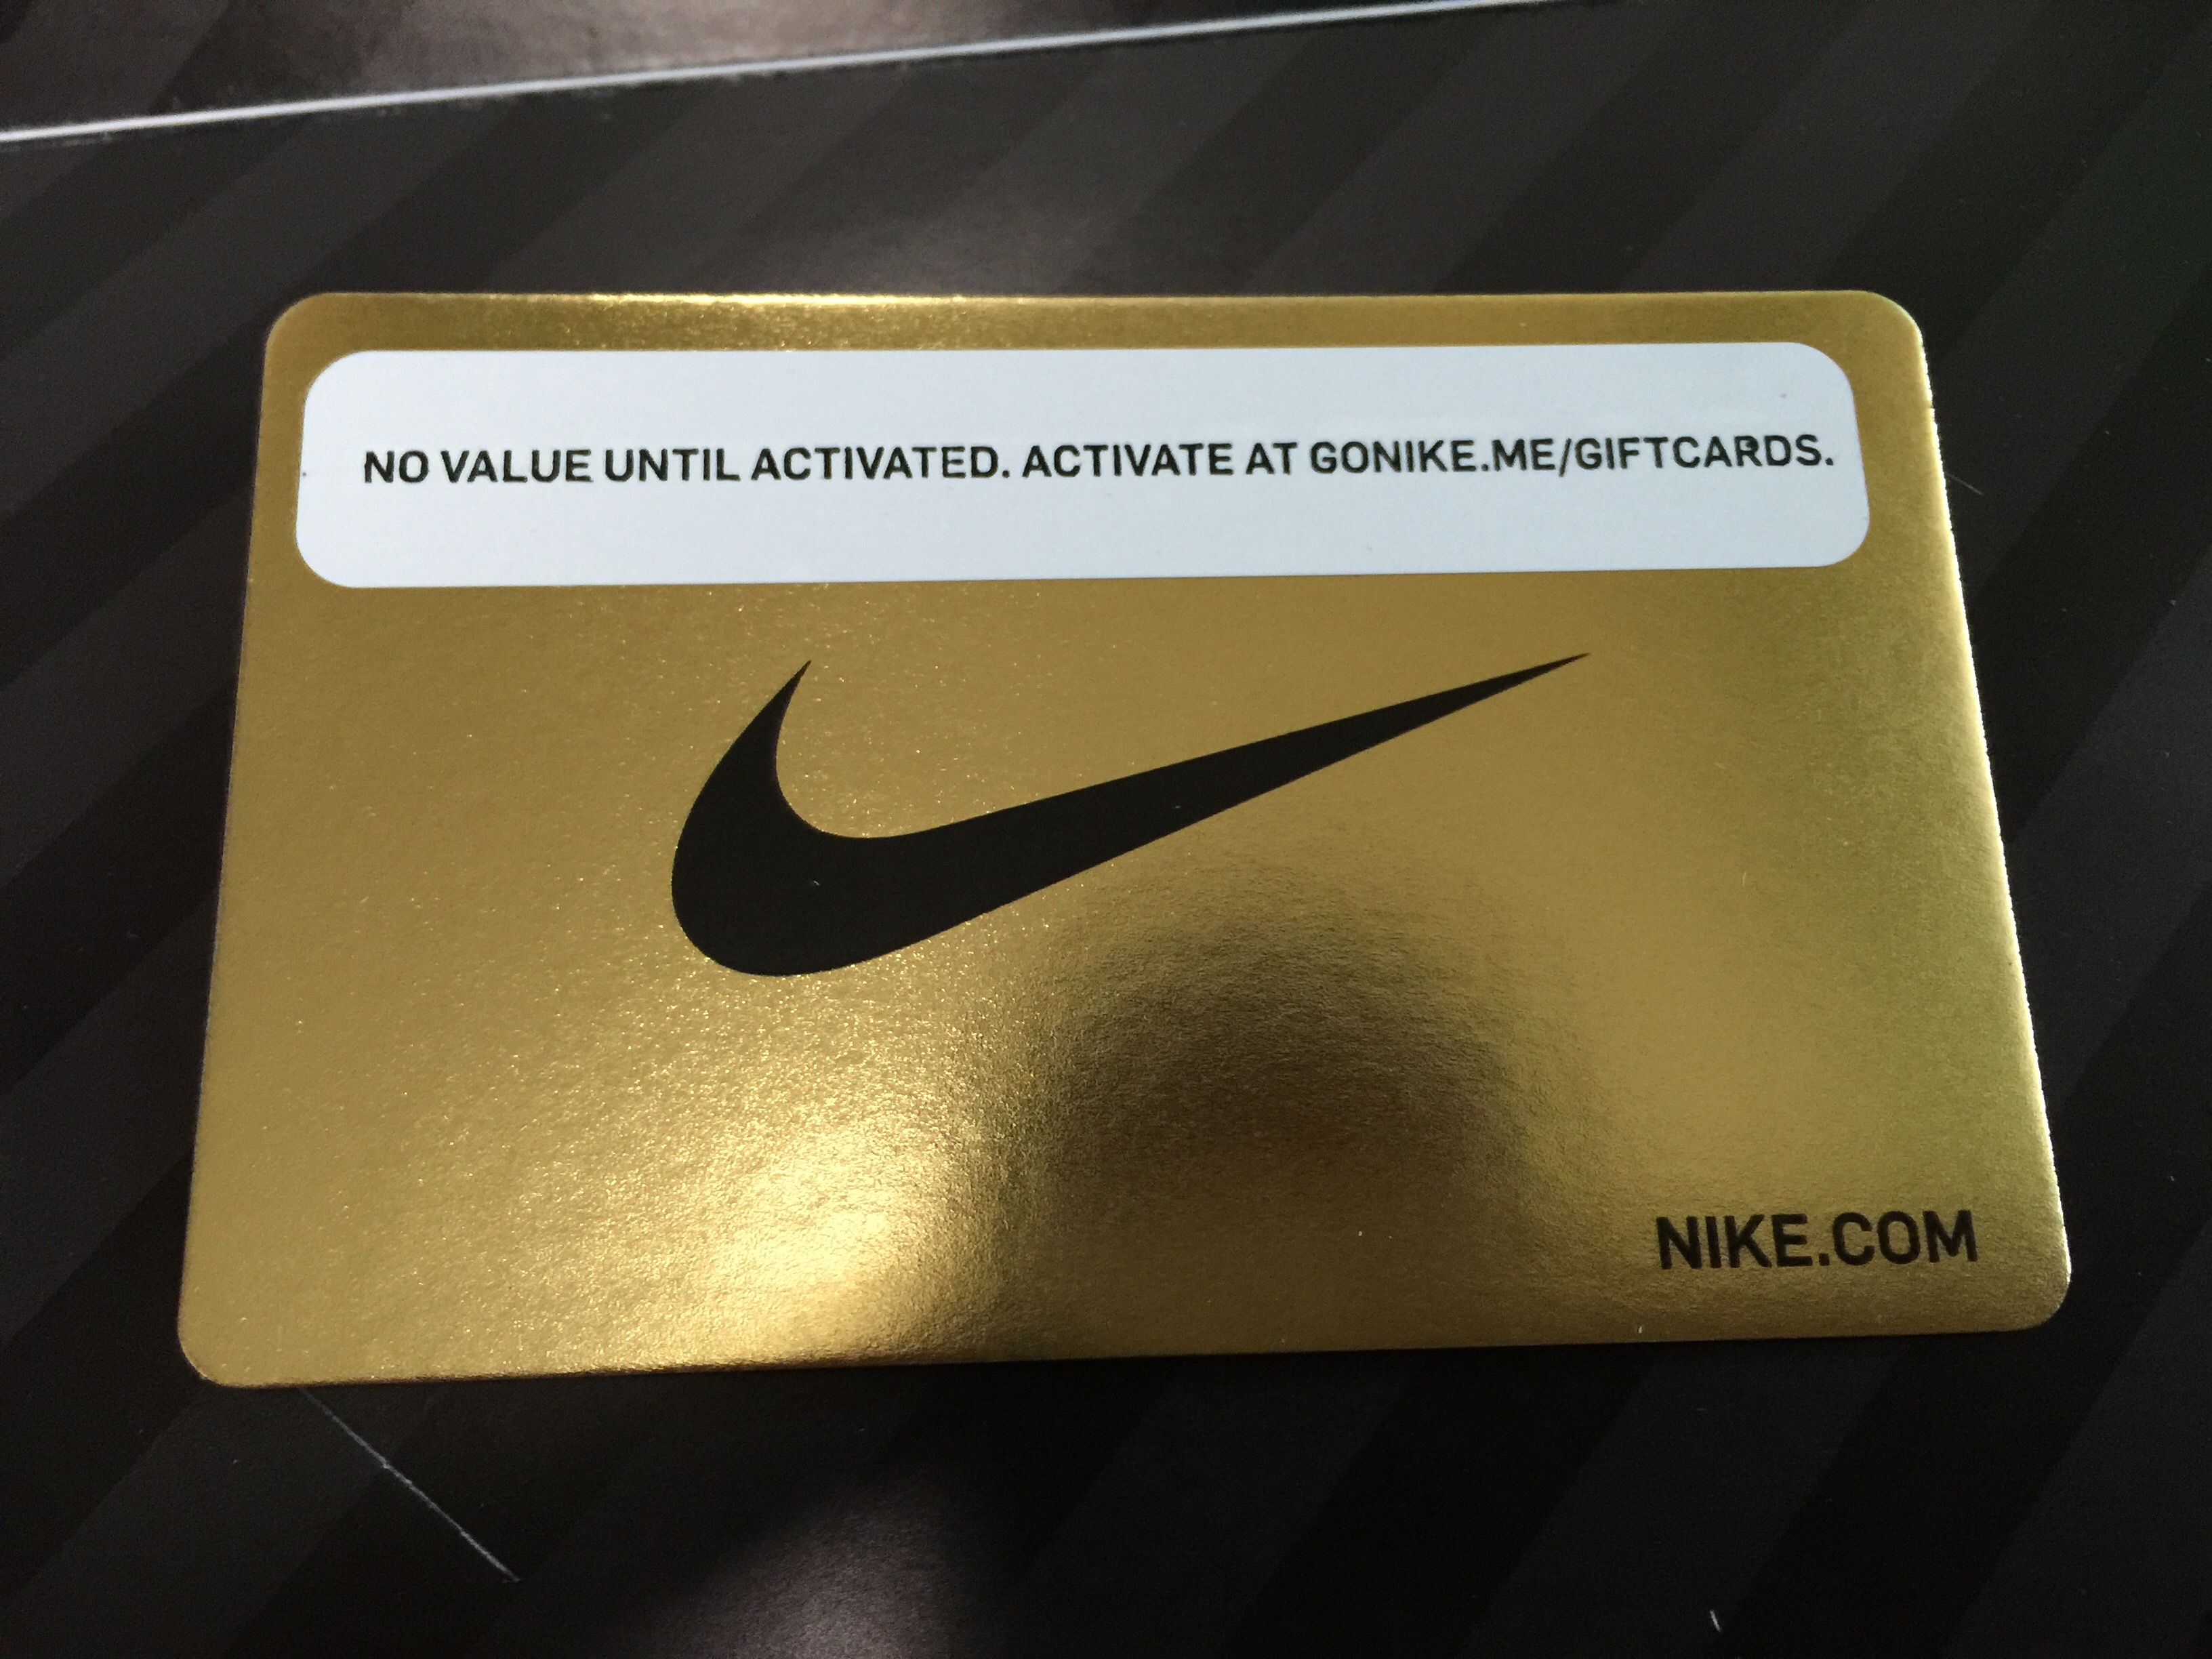 NO VALUE UNTIL ACTIVATED. ACTIVATE AT GONIKE.ME/GIFTCARDS.
NIKE.COM